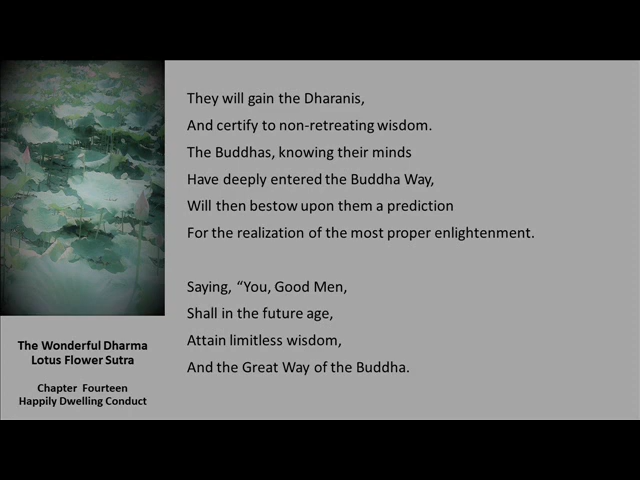 They will gain the Dharanis,
And certify to non-retreating wisdom.
The Buddhas, knowing their minds
Have deeply entered the Buddha Way,
Will then bestow upon them a prediction
For the realization of the most proper enlightenment.
Saying, “You, Good Men,
Shall in the future age,
Attain limitless wisdom,
And the Great Way of the Buddha.
The Wonderful Dharma
Lotus Flower Sutra
Chapter Fourteen
Happily Dwelling Conduct